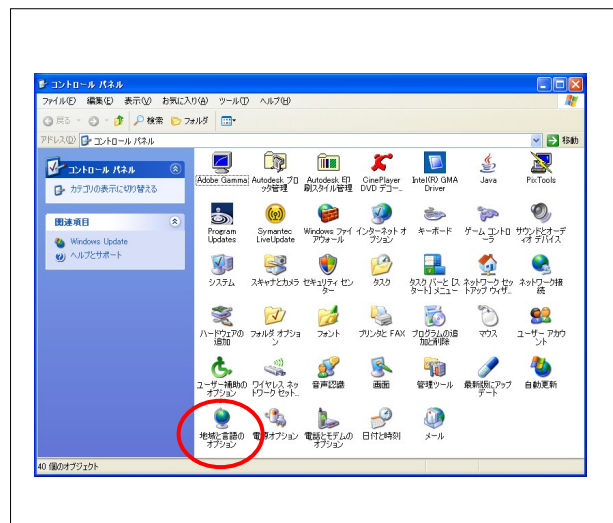 コントロール パネル
ファイル(F) 編集(E) 表示(V) お気に入り(A) ツール(T) ヘルプ(H)
戻る 検索 フォルダ
アドレス(D) コントロール パネル 移動
コントロール パネル
カテゴリの表示に切り替える
関連項目
Windows Update
ヘルプとサポート
Adobe Gamma
Autodesk プロ
ッタ管理
Autodesk 印
刷スタイル管理
CinePlayer
DVD デコー...
Intel(R) GMA
Driver
Java
PixTools
Program
Updates
Symantec
LiveUpdate
Windows ファイ
アウォール
インターネット オ
プション
キーボード
ゲーム コントロ
ーラ
サウンドとオーデ
ィオ デバイス
システム
スキャナとカメラ
セキュリティ セン
ター
タスク
タスク バーと [ス
タート] メニュー
ネットワーク セッ
トアップ ウィザ...
ネットワーク接
続
ハードウェアの
追加
フォルダ オプショ
ン
フォント
プリンタと FAX
プログラムの追
加と削除
マウス
ユーザー アカウ
ント
ユーザー補助の
オプション
ワイヤレス ネッ
トワーク セット...
音声認識
画面
管理ツール
最新版にアップ
デート
自動更新
地域と言語の
オプション
電源オプション
電話とモデムの
オプション
日付と時刻
メール
40 個のオブジェクト